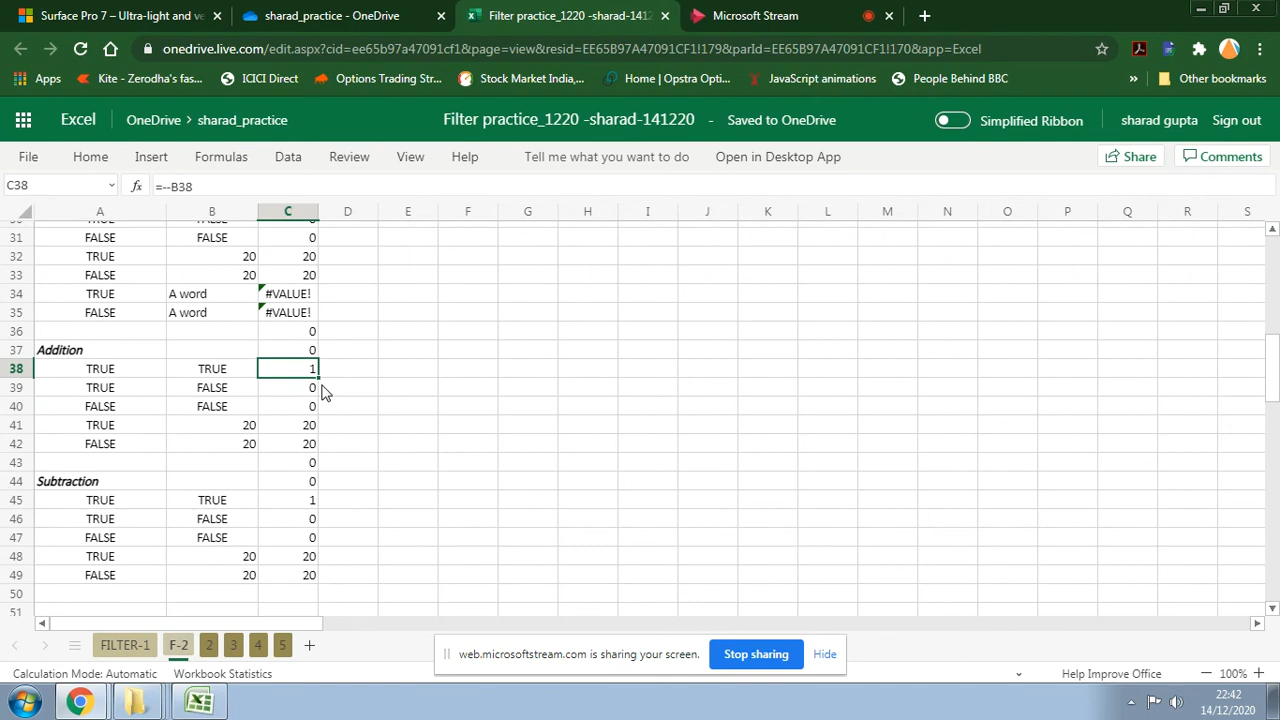 Surface Pro 7 – Ultra-light and ve
sharad_practice - OneDrive
Filter practice_1220 -sharad-1412
Microsoft Stream
onedrive.live.com/edit.aspx?cid=ee65b97a47091cf1&page=view&resid=EE65B97A47091CF1!179&parId=EE65B97A47091CF1!170&app=Excel
Apps Kite - Zerodha's fast... ICICI Direct Options Trading Str... Stock Market India,... Home | Opstra Opti... JavaScript animations People Behind BBC » Other bookmarks
Excel OneDrive › sharad_practice Filter practice_1220 -sharad-141220 - Saved to OneDrive Simplified Ribbon sharad gupta Sign out
File Home Insert Formulas Data Review View Help Tell me what you want to do Open in Desktop App Share Comments
C38 fx =--B38
A B C D E F G H I J K L M N O P Q R S
31 FALSE FALSE 0
32 TRUE 20 20
33 FALSE 20 20
34 TRUE A word #VALUE!
35 FALSE A word #VALUE!
36 0
37 Addition 0
38 TRUE TRUE 1
39 TRUE FALSE 0
40 FALSE FALSE 0
41 TRUE 20 20
42 FALSE 20 20
43 0
44 Subtraction 0
45 TRUE TRUE 1
46 TRUE FALSE 0
47 FALSE FALSE 0
48 TRUE 20 20
49 FALSE 20 20
50
51
FILTER-1 F-2 2 3 4 5
web.microsoftstream.com is sharing your screen. Stop sharing Hide
Calculation Mode: Automatic Workbook Statistics Help Improve Office 100%
22:42
14/12/2020